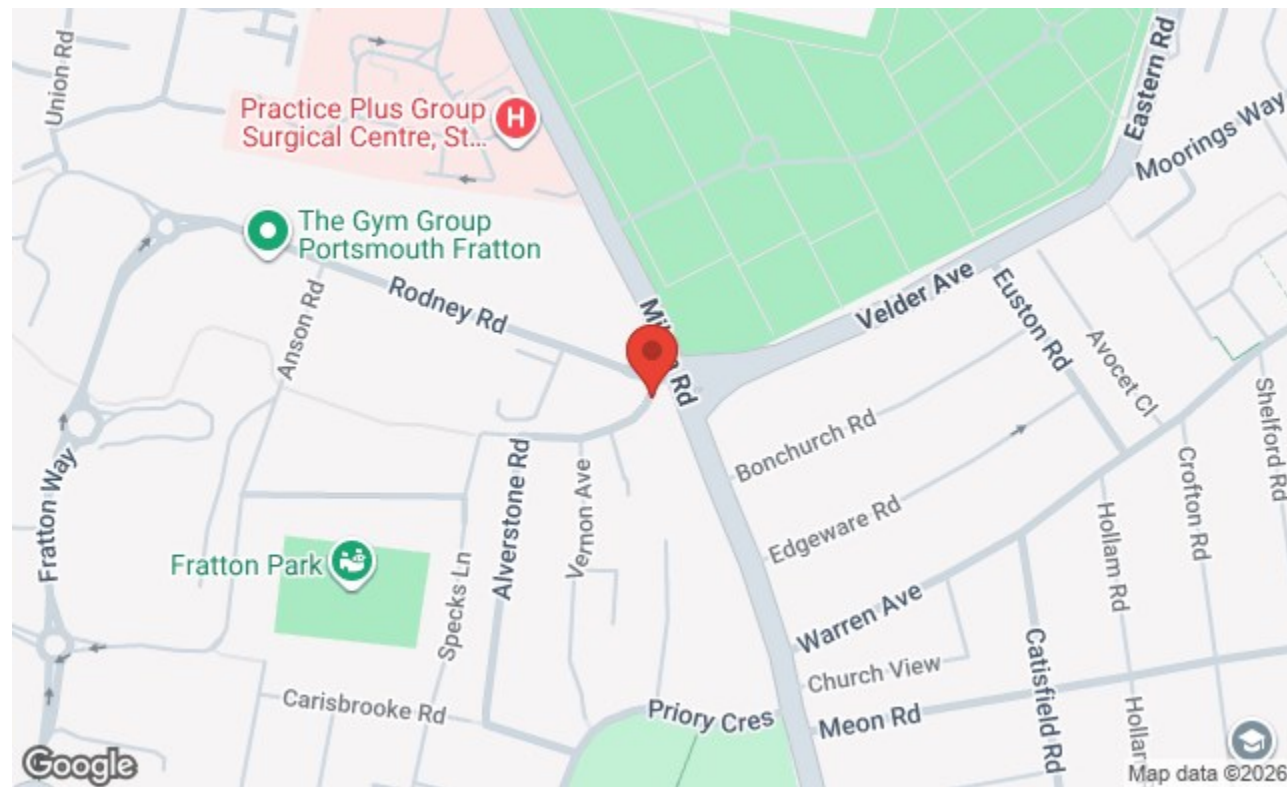 Union Rd
Practice Plus Group
Surgical Centre, St...
H
Eastern Rd
Moorings Way
The Gym Group
Portsmouth Fratton
Rodney Rd
Anson Rd
Velder Ave
Euston Rd
Avocet Cl
Shelford Rd
Rd
Bonchurch Rd
Edgeware Rd
Crofton Rd
Hollam Rd
Fratton Way
Alverstone Rd
Vernon Ave
Fratton Park
Specks Ln
Warren Ave
Church View
Catisfield Rd
Carisbrooke Rd
Priory Cres
Meon Rd
Google
Map data ©2026